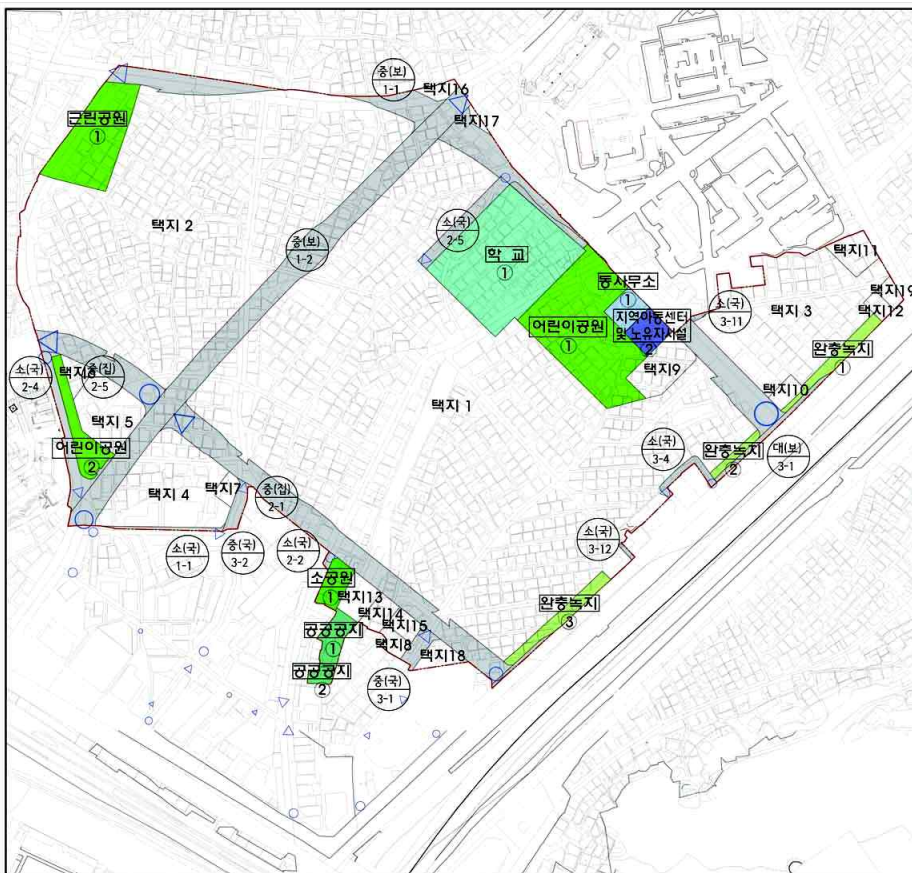 중(보)
1-1
택지16
택지17
근린공원
①
택지 2
소(국)
2-5
중(보)
1-2
학 교
①
택지11
동사무소
①
택지19
소(국)
3-11
택지 3
택지12
지역아동센터
및 노유자시설
②
어린이공원
①
완충녹지
①
택지9
소(국)
2-4
택지6
중(집)
2-5
택지10
택지 1
택지 5
어린이공원
②
소(국)
3-4
완충녹지
②
대(보)
3-1
택지 4
택지7
중(집)
2-1
소(국)
1-1
중(국)
3-2
소(국)
2-2
소(국)
3-12
소공원
①
택지13
택지14
택지15
완충녹지
③
공공공지
①
택지8
택지18
공공공지
②
중(국)
3-1